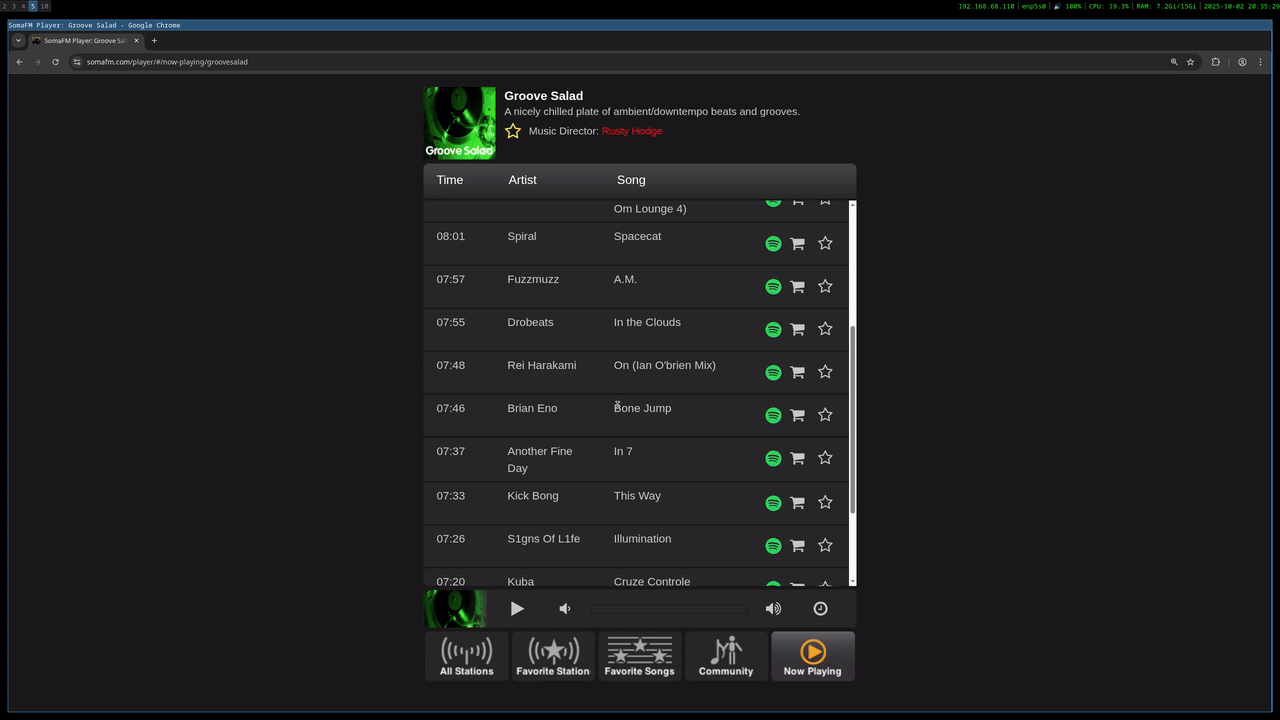 2 3 4 5 10
192.168.68.110 | enp5s0 | 100% | CPU: 19.3% | RAM: 7.2Gi/15Gi | 2025-10-02 20:35:29
SomaFM Player: Groove Salad - Google Chrome
SomaFM Player: Groove Sal
somafm.com/player/#/now-playing/groovesalad
Groove Salad
Groove Salad
A nicely chilled plate of ambient/downtempo beats and grooves.
Music Director: Rusty Hodge
Time Artist Song
Om Lounge 4)
08:01 Spiral Spacecat
07:57 Fuzzmuzz A.M.
07:55 Drobeats In the Clouds
07:48 Rei Harakami On (Ian O'brien Mix)
07:46 Brian Eno Bone Jump
07:37 Another Fine Day In 7
07:33 Kick Bong This Way
07:26 S1gns Of L1fe Illumination
07:20 Kuba Cruze Controle
All Stations Favorite Station Favorite Songs Community Now Playing